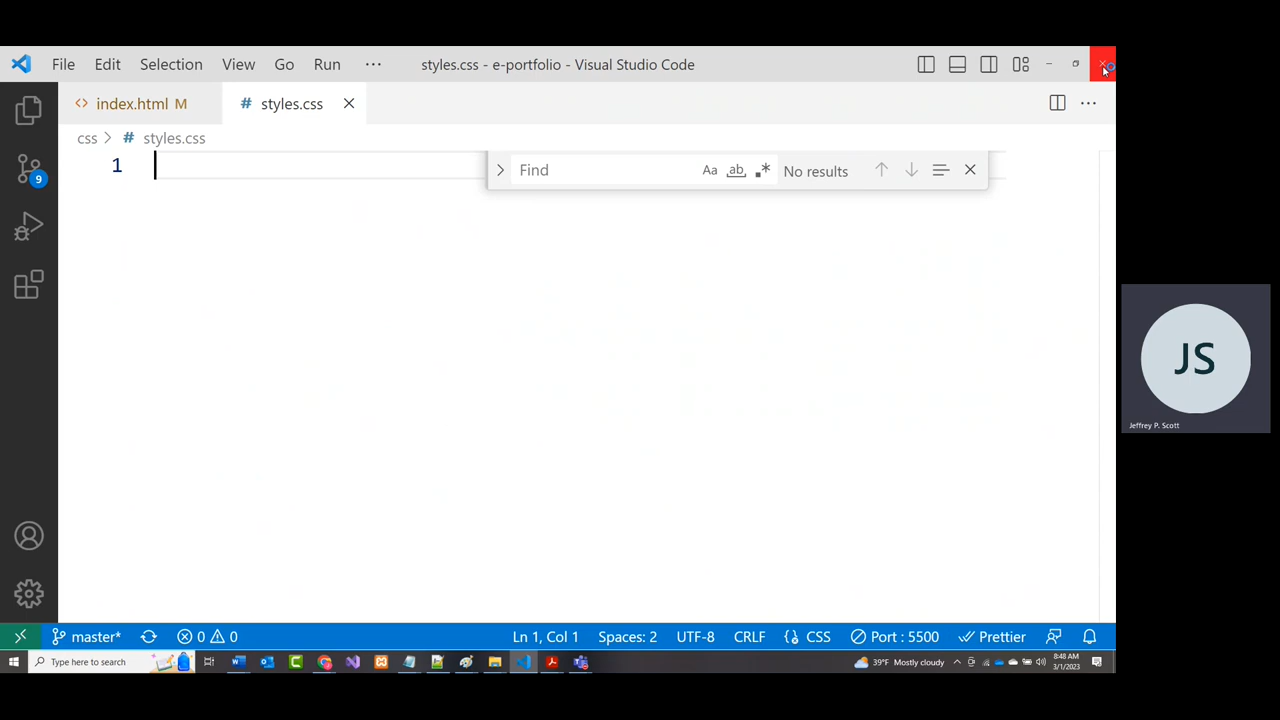 File Edit Selection View Go Run ··· styles.css - e-portfolio - Visual Studio Code
index.html M # styles.css
css > # styles.css
1
Find Aa ab, .* No results
9
JS
Jeffrey P. Scott
master* 0 0 Ln 1, Col 1 Spaces: 2 UTF-8 CRLF {} CSS Port : 5500 Prettier
Type here to search 39°F Mostly cloudy 8:48 AM
3/1/2023